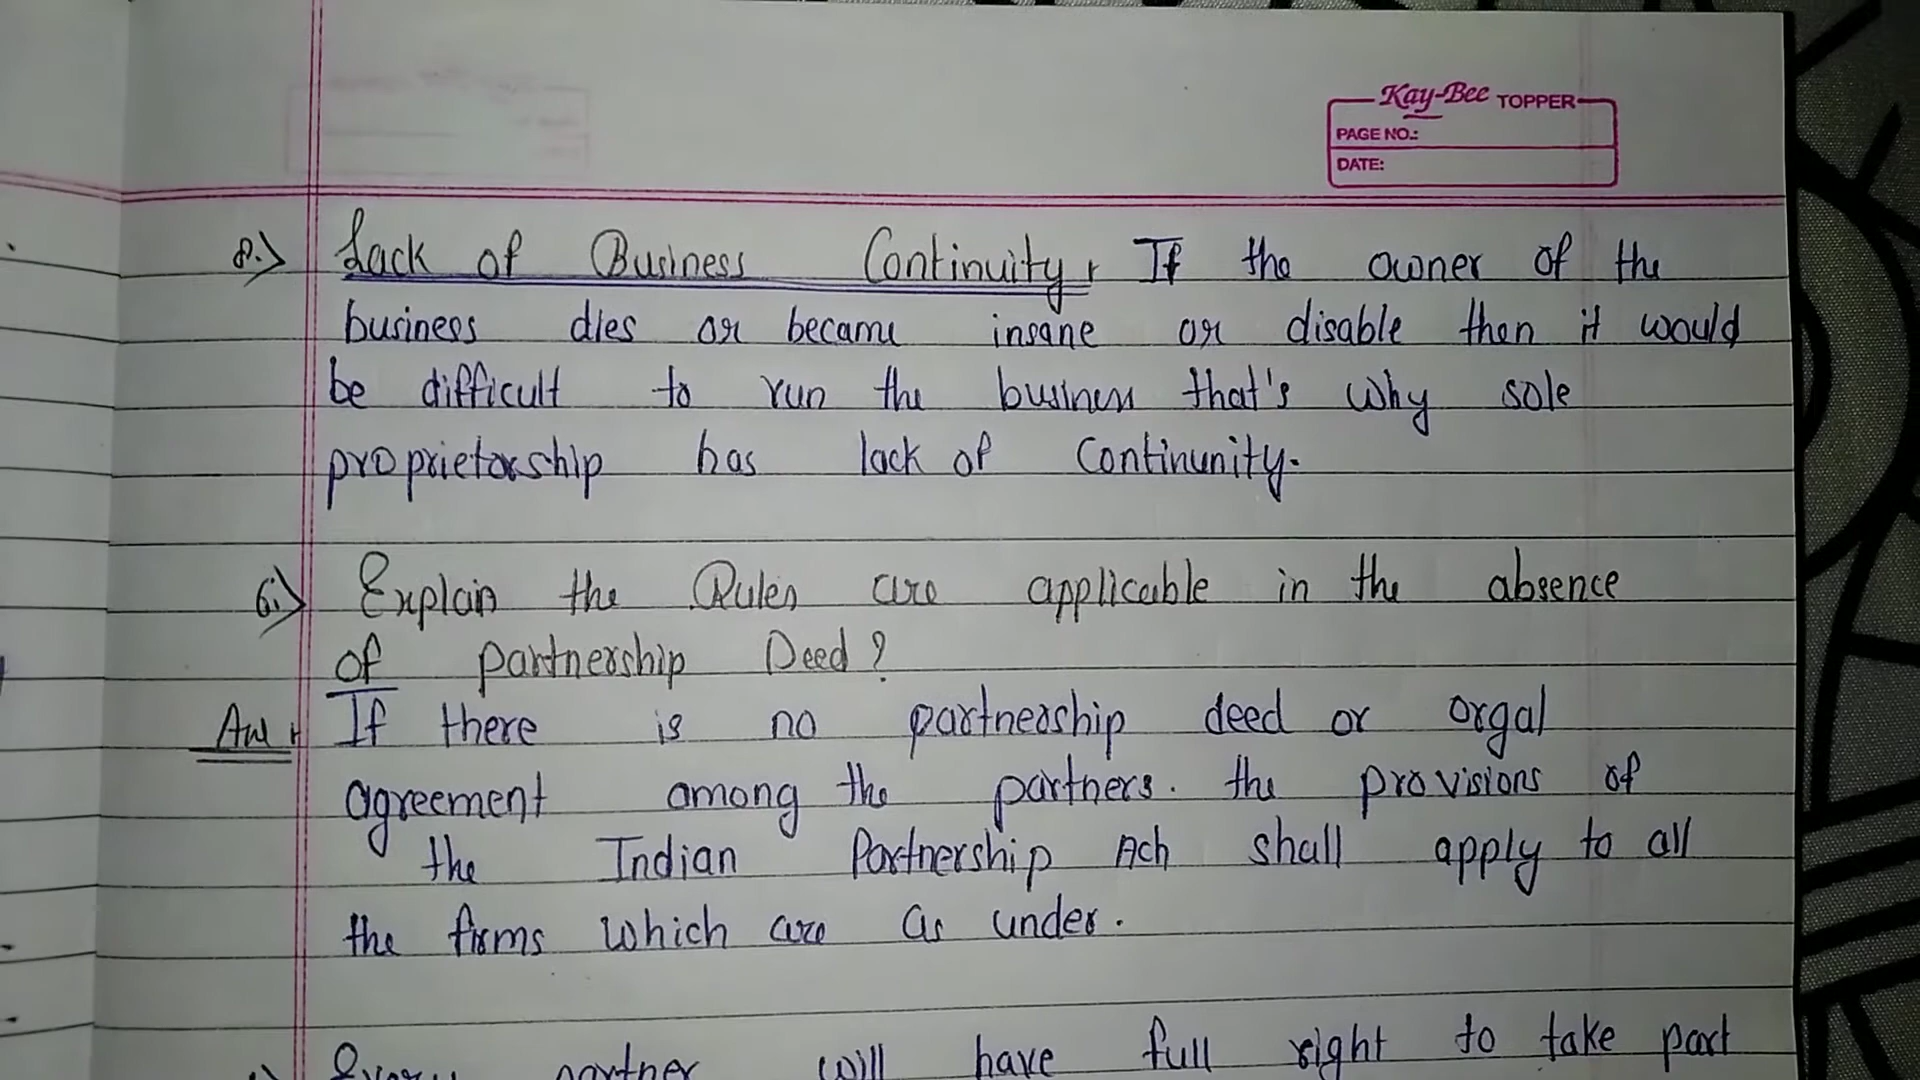 Kay-Bee TOPPER
PAGE NO.:
DATE:
8.) Lack of Business Continuity, If the owner of the
business dies or became insane or disable then it would
be difficult to run the business that's why sole
proprietorship has lack of Continunity.
6.) Explain the Rules are applicable in the absence
of partnership Deed?
Ans If there is no partnership deed or orgal
agreement among the partners. the provisions of
the Indian Partnership Ach shall apply to all
the firms which are as under.
Every partner will have full right to take part